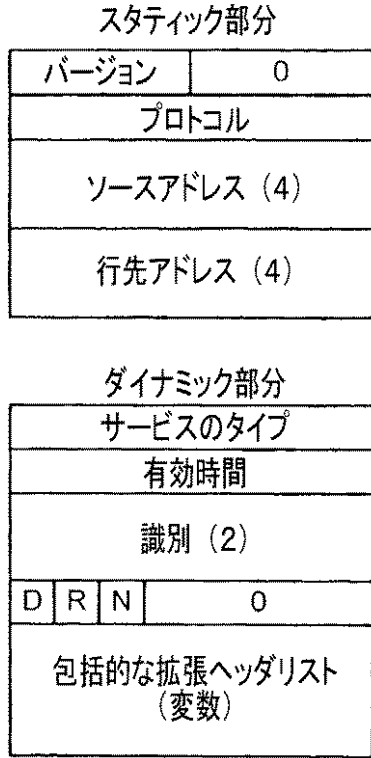 スタティック部分
バージョン 0
プロトコル
ソースアドレス (4)
行先アドレス (4)
ダイナミック部分
サービスのタイプ
有効時間
識別 (2)
D R N 0
包括的な拡張ヘッダリスト
(変数)